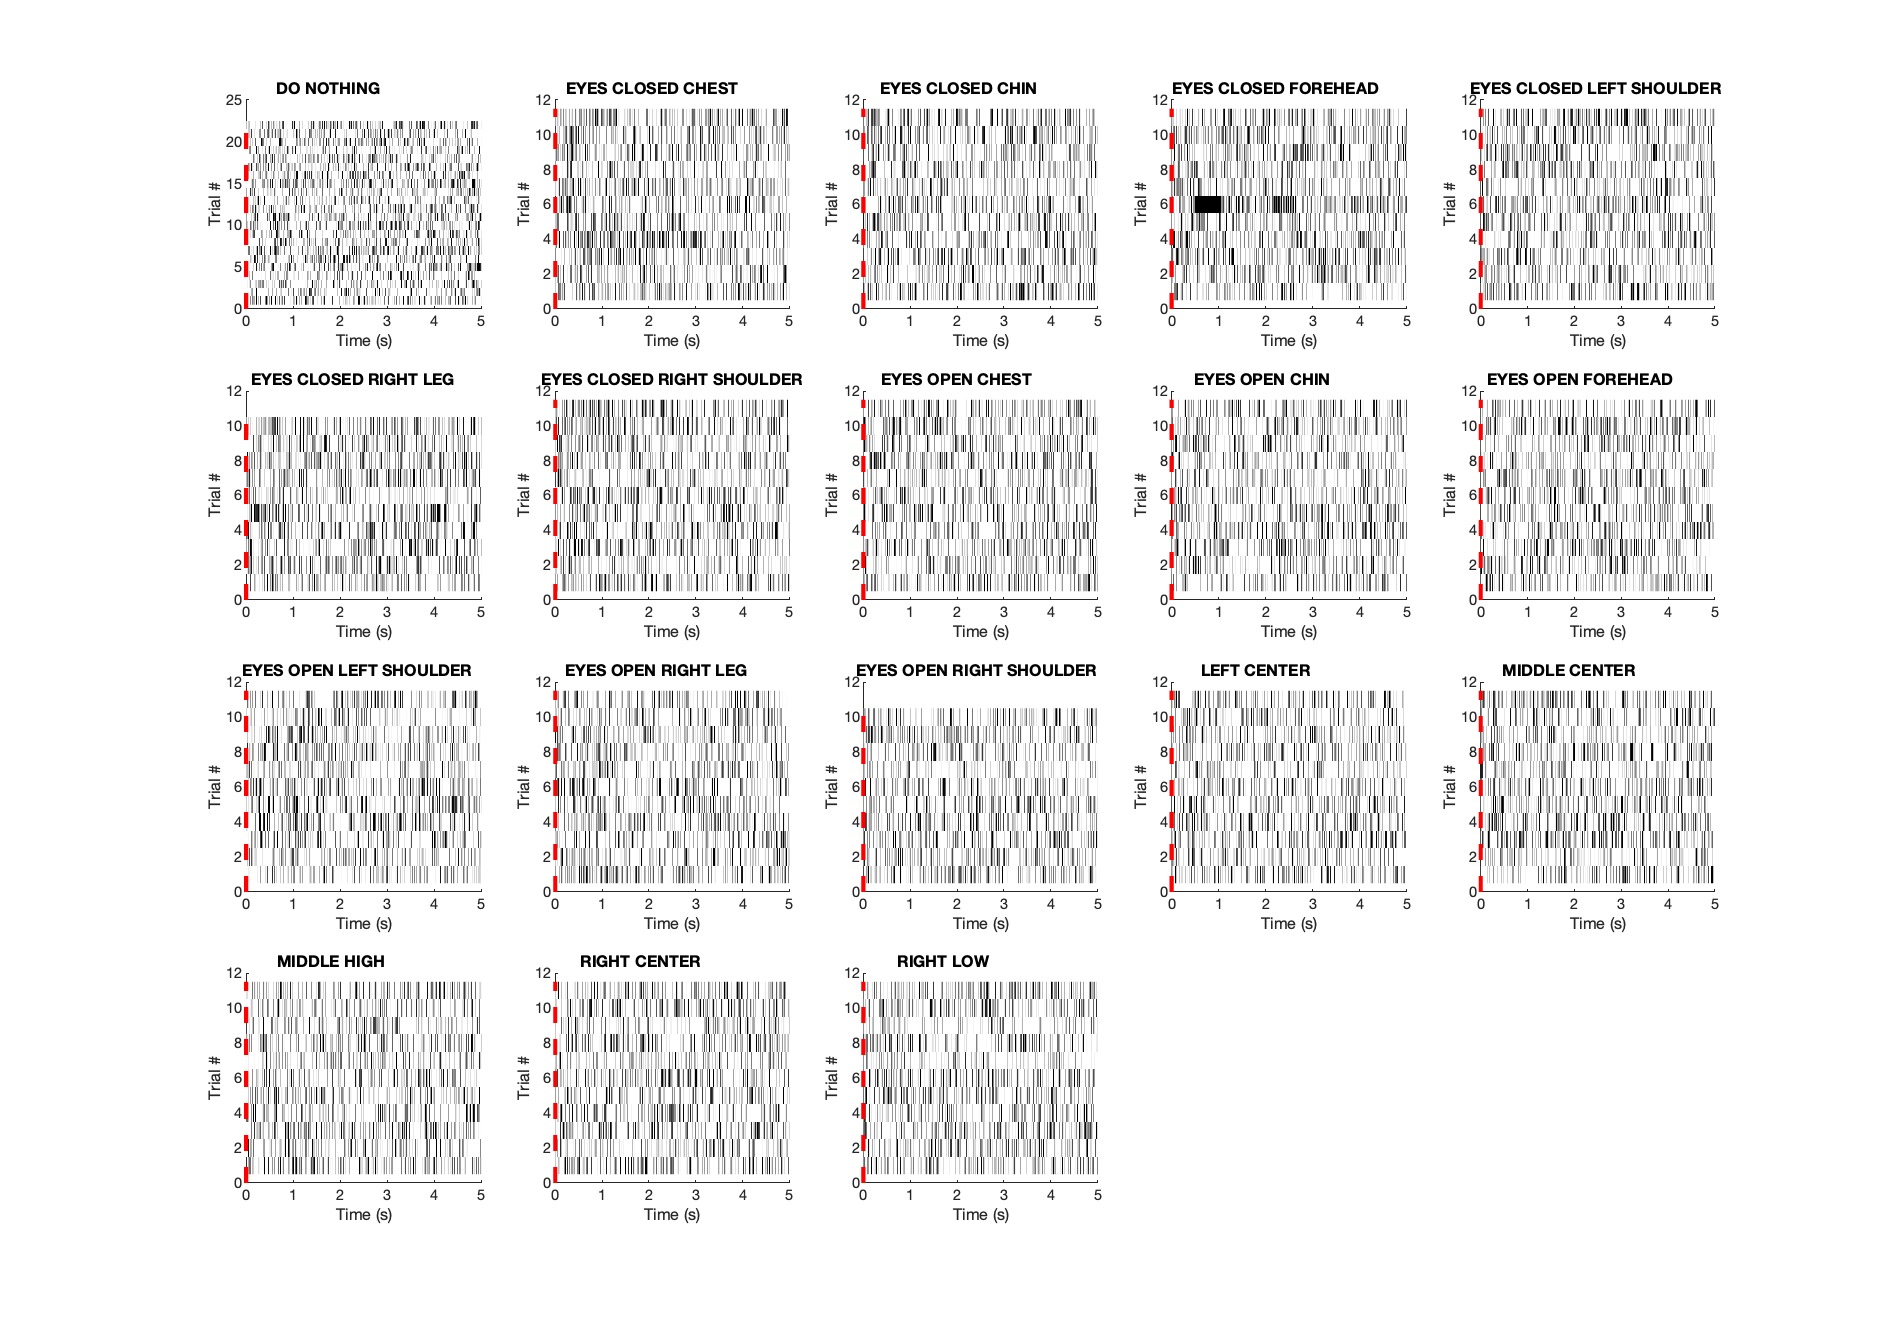 DO NOTHING
25
20
15
10
5
0
Trial #
0 1 2 3 4 5
Time (s)
EYES CLOSED CHEST
12
10
8
6
4
2
0
Trial #
0 1 2 3 4 5
Time (s)
EYES CLOSED CHIN
12
10
8
6
4
2
0
Trial #
0 1 2 3 4 5
Time (s)
EYES CLOSED FOREHEAD
12
10
8
6
4
2
0
Trial #
0 1 2 3 4 5
Time (s)
EYES CLOSED LEFT SHOULDER
12
10
8
6
4
2
0
Trial #
0 1 2 3 4 5
Time (s)
EYES CLOSED RIGHT LEG
12
10
8
6
4
2
0
Trial #
0 1 2 3 4 5
Time (s)
EYES CLOSED RIGHT SHOULDER
12
10
8
6
4
2
0
Trial #
0 1 2 3 4 5
Time (s)
EYES OPEN CHEST
12
10
8
6
4
2
0
Trial #
0 1 2 3 4 5
Time (s)
EYES OPEN CHIN
12
10
8
6
4
2
0
Trial #
0 1 2 3 4 5
Time (s)
EYES OPEN FOREHEAD
12
10
8
6
4
2
0
Trial #
0 1 2 3 4 5
Time (s)
EYES OPEN LEFT SHOULDER
12
10
8
6
4
2
0
Trial #
0 1 2 3 4 5
Time (s)
EYES OPEN RIGHT LEG
12
10
8
6
4
2
0
Trial #
0 1 2 3 4 5
Time (s)
EYES OPEN RIGHT SHOULDER
12
10
8
6
4
2
0
Trial #
0 1 2 3 4 5
Time (s)
LEFT CENTER
12
10
8
6
4
2
0
Trial #
0 1 2 3 4 5
Time (s)
MIDDLE CENTER
12
10
8
6
4
2
0
Trial #
0 1 2 3 4 5
Time (s)
MIDDLE HIGH
12
10
8
6
4
2
0
Trial #
0 1 2 3 4 5
Time (s)
RIGHT CENTER
12
10
8
6
4
2
0
Trial #
0 1 2 3 4 5
Time (s)
RIGHT LOW
12
10
8
6
4
2
0
Trial #
0 1 2 3 4 5
Time (s)